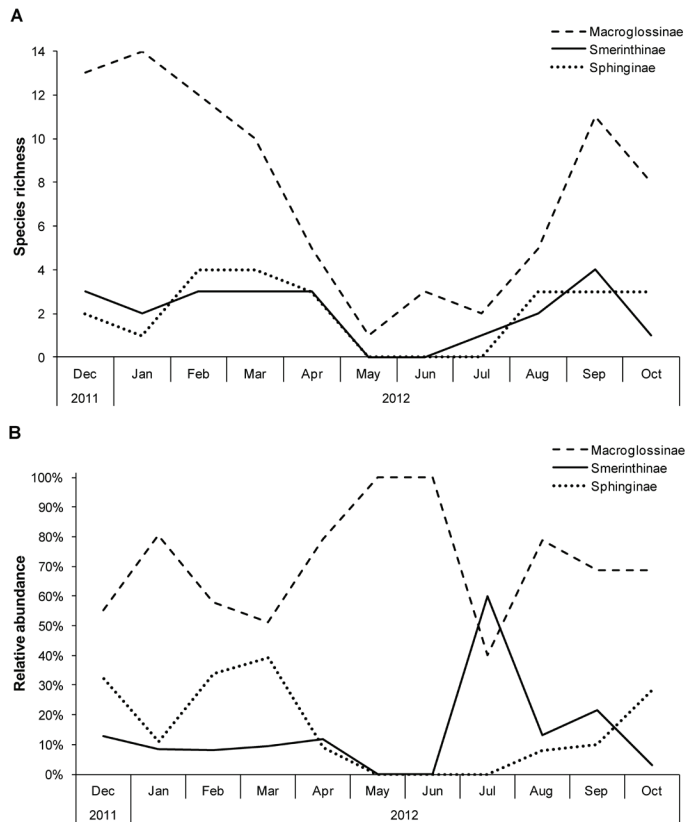 A
Macroglossinae
Smerinthinae
Sphinginae
14
12
10
8
6
4
2
0
Species richness
Dec Jan Feb Mar Apr May Jun Jul Aug Sep Oct
2011 2012
B
Macroglossinae
Smerinthinae
Sphinginae
100%
90%
80%
70%
60%
50%
40%
30%
20%
10%
0%
Relative abundance
Dec Jan Feb Mar Apr May Jun Jul Aug Sep Oct
2011 2012